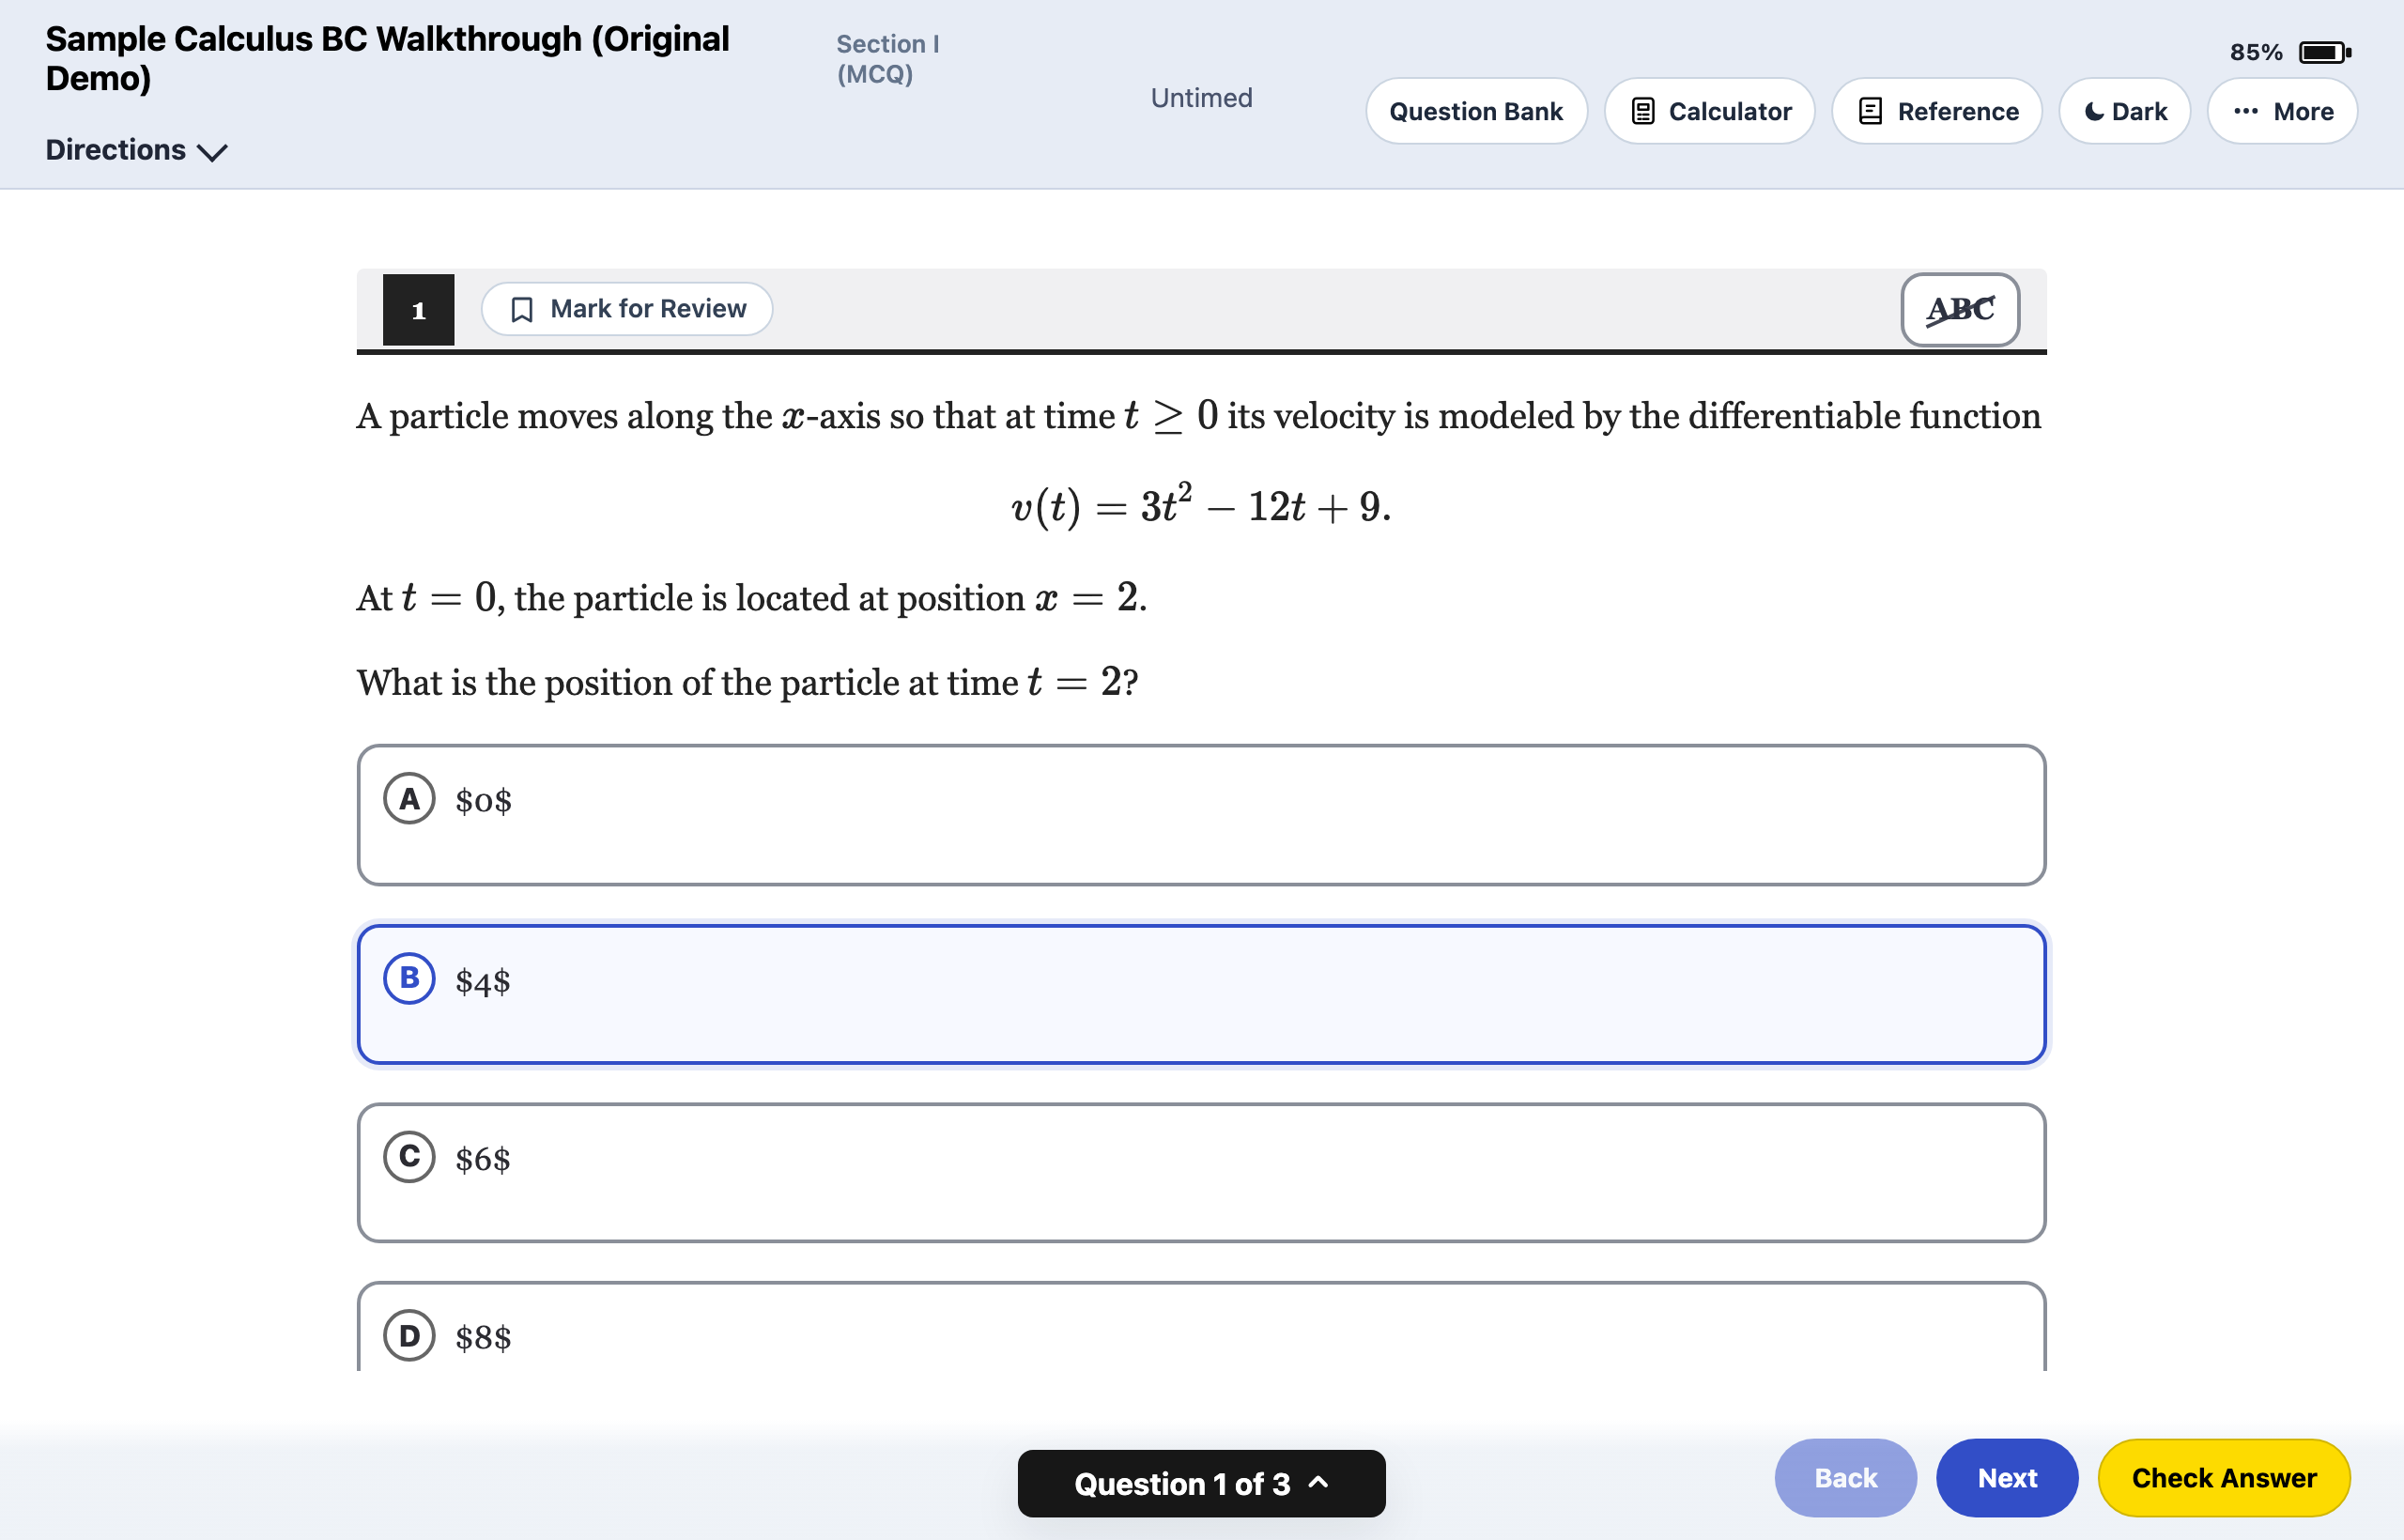 Sample Calculus BC Walkthrough (Original
Demo)
Directions
Section I
(MCQ)
Untimed
85%
Question Bank
Calculator
Reference
Dark
More
1
Mark for Review
ABC
A particle moves along the x-axis so that at time t ≥ 0 its velocity is modeled by the differentiable function
v(t) = 3t² − 12t + 9.
At t = 0, the particle is located at position x = 2.
What is the position of the particle at time t = 2?
A $0$
B $4$
C $6$
D $8$
Question 1 of 3
Back
Next
Check Answer